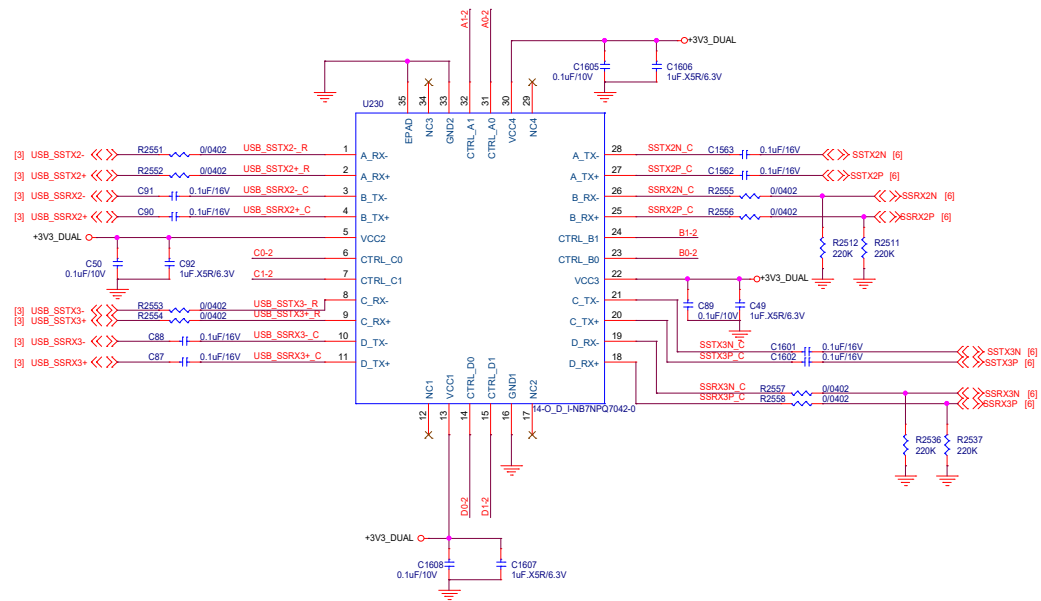 A1-2
A0-2
+3V3_DUAL
C1605
0.1uF/10V
C1606
1uF.X5R/6.3V
U230
35
34
33
32
31
30
29
EPAD
NC3
GND2
CTRL_A1
CTRL_A0
VCC4
NC4
[3] USB_SSTX2- R2551 0/0402 USB_SSTX2-_R 1 A_RX-
[3] USB_SSTX2+ R2552 0/0402 USB_SSTX2+_R 2 A_RX+
[3] USB_SSRX2- C91 0.1uF/16V USB_SSRX2-_C 3 B_TX-
[3] USB_SSRX2+ C90 0.1uF/16V USB_SSRX2+_C 4 B_TX+
+3V3_DUAL 5 VCC2
C50
0.1uF/10V
C92
1uF.X5R/6.3V
C0-2 6 CTRL_C0
C1-2 7 CTRL_C1
8 C_RX-
[3] USB_SSTX3- R2553 0/0402 USB_SSTX3-_R
[3] USB_SSTX3+ R2554 0/0402 USB_SSTX3+_R 9 C_RX+
[3] USB_SSRX3- C88 0.1uF/16V USB_SSRX3-_C 10 D_TX-
[3] USB_SSRX3+ C87 0.1uF/16V USB_SSRX3+_C 11 D_TX+
A_TX- 28 SSTX2N_C C1563 0.1uF/16V SSTX2N [6]
A_TX+ 27 SSTX2P_C C1562 0.1uF/16V SSTX2P [6]
B_RX- 26 SSRX2N_C R2555 0/0402 SSRX2N [6]
B_RX+ 25 SSRX2P_C R2556 0/0402 SSRX2P [6]
CTRL_B1 24 B1-2
CTRL_B0 23 B0-2
R2512
220K
R2511
220K
VCC3 22 +3V3_DUAL
C89
0.1uF/10V
C49
1uF.X5R/6.3V
C_TX- 21
C_TX+ 20
D_RX- 19
D_RX+ 18
SSTX3N_C C1601 0.1uF/16V SSTX3N [6]
SSTX3P_C C1602 0.1uF/16V SSTX3P [6]
SSRX3N_C R2557 0/0402 SSRX3N [6]
SSRX3P_C R2558 0/0402 SSRX3P [6]
R2536
220K
R2537
220K
NC1
VCC1
CTRL_D0
CTRL_D1
GND1
NC2
12
13
14
15
16
17
14-O_D_I-NB7NPQ7042-0
D0-2
D1-2
+3V3_DUAL
C1608
0.1uF/10V
C1607
1uF.X5R/6.3V